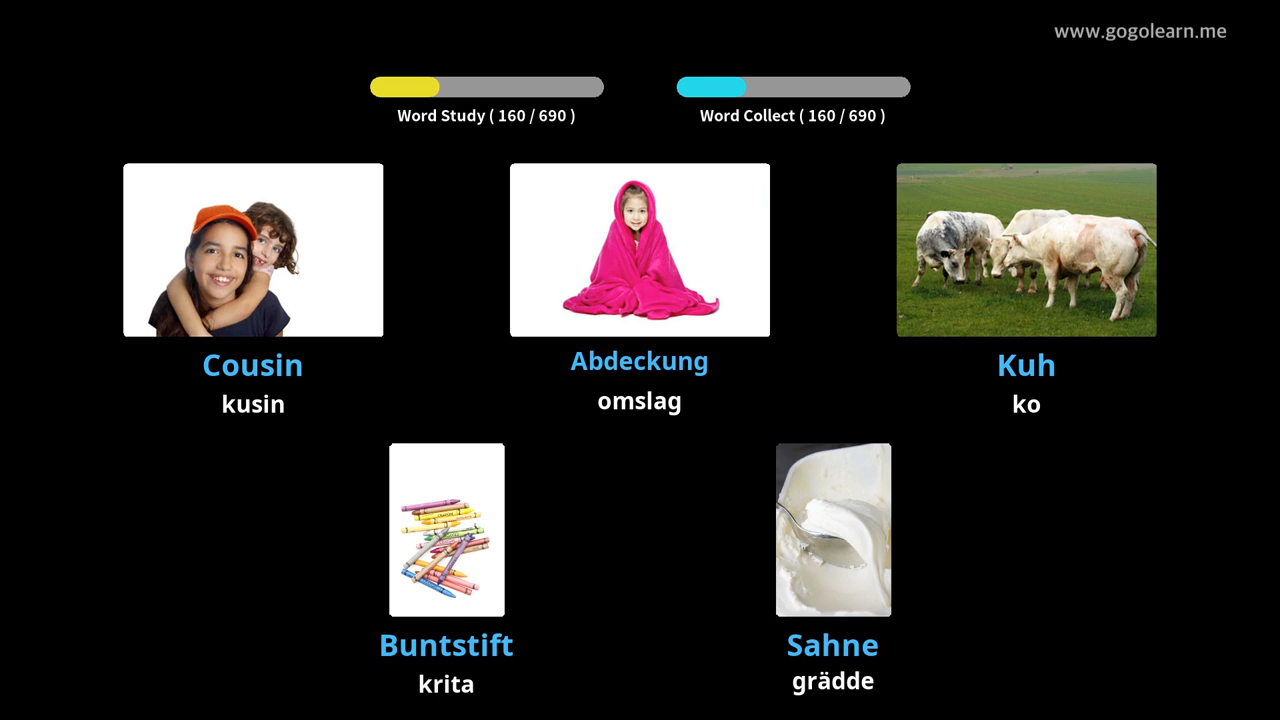 www.gogolearn.me
Word Study ( 160 / 690 )
Word Collect ( 160 / 690 )
Cousin
kusin
Abdeckung
omslag
Kuh
ko
Buntstift
krita
Sahne
grädde